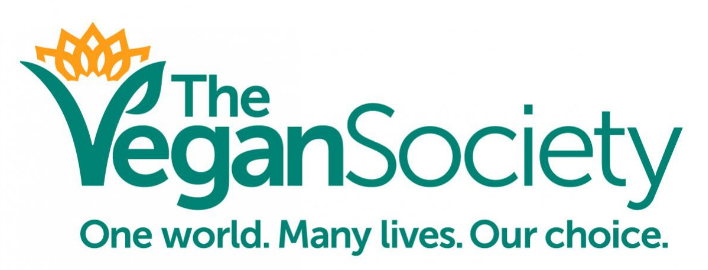 The
VeganSociety
One world. Many lives. Our choice.